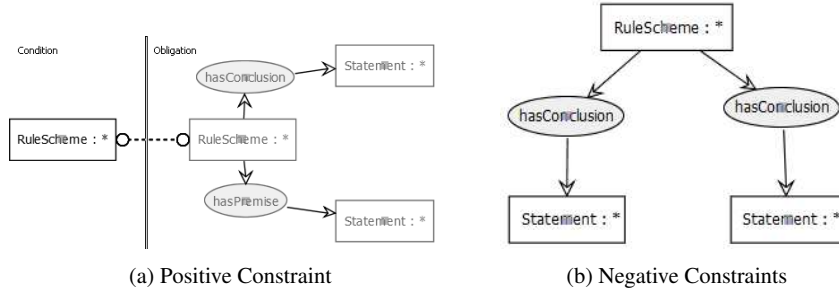 Condition
Obligation
hasConclusion
Statement : *
RuleScheme : *
RuleScheme : *
hasPremise
Statement : *
(a) Positive Constraint
RuleScheme : *
hasConclusion
hasConclusion
Statement : *
Statement : *
(b) Negative Constraints